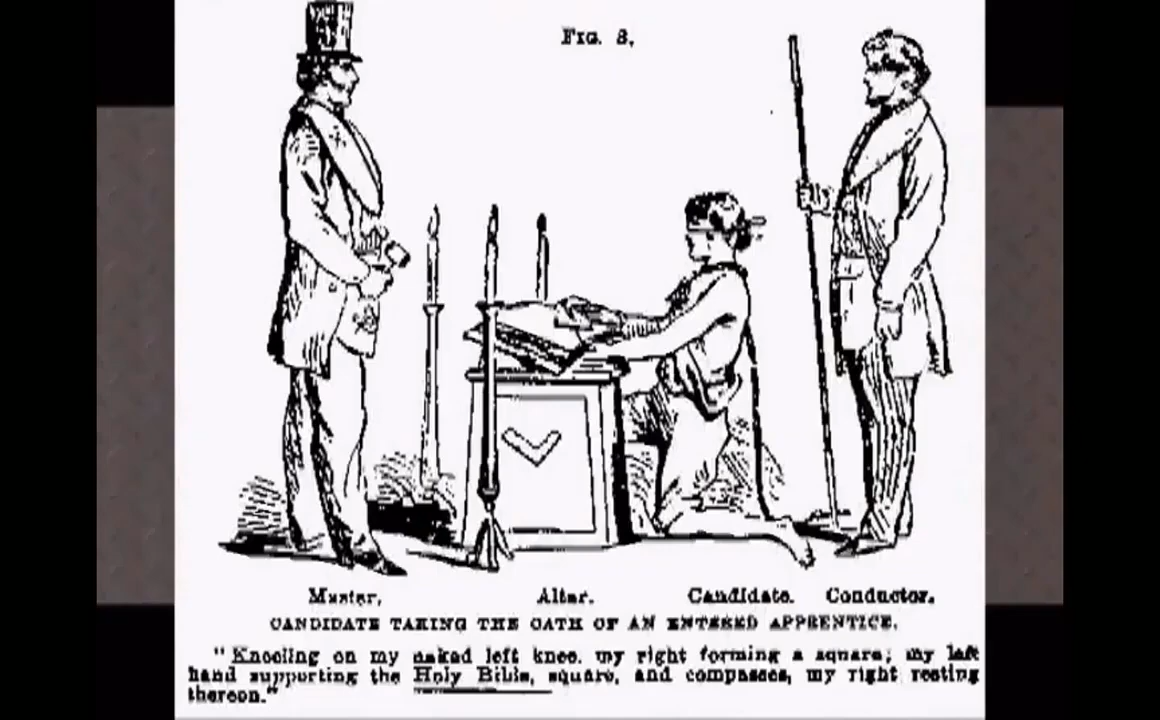 FIG. 8.
Master. Altar. Candidate. Conductor.
CANDIDATE TAKING THE OATH OF AN ENTERED APPRENTICE.
"Kneeling on my naked left knee, my right forming a square; my left
hand supporting the Holy Bible, square, and compasses, my right resting
thereon."